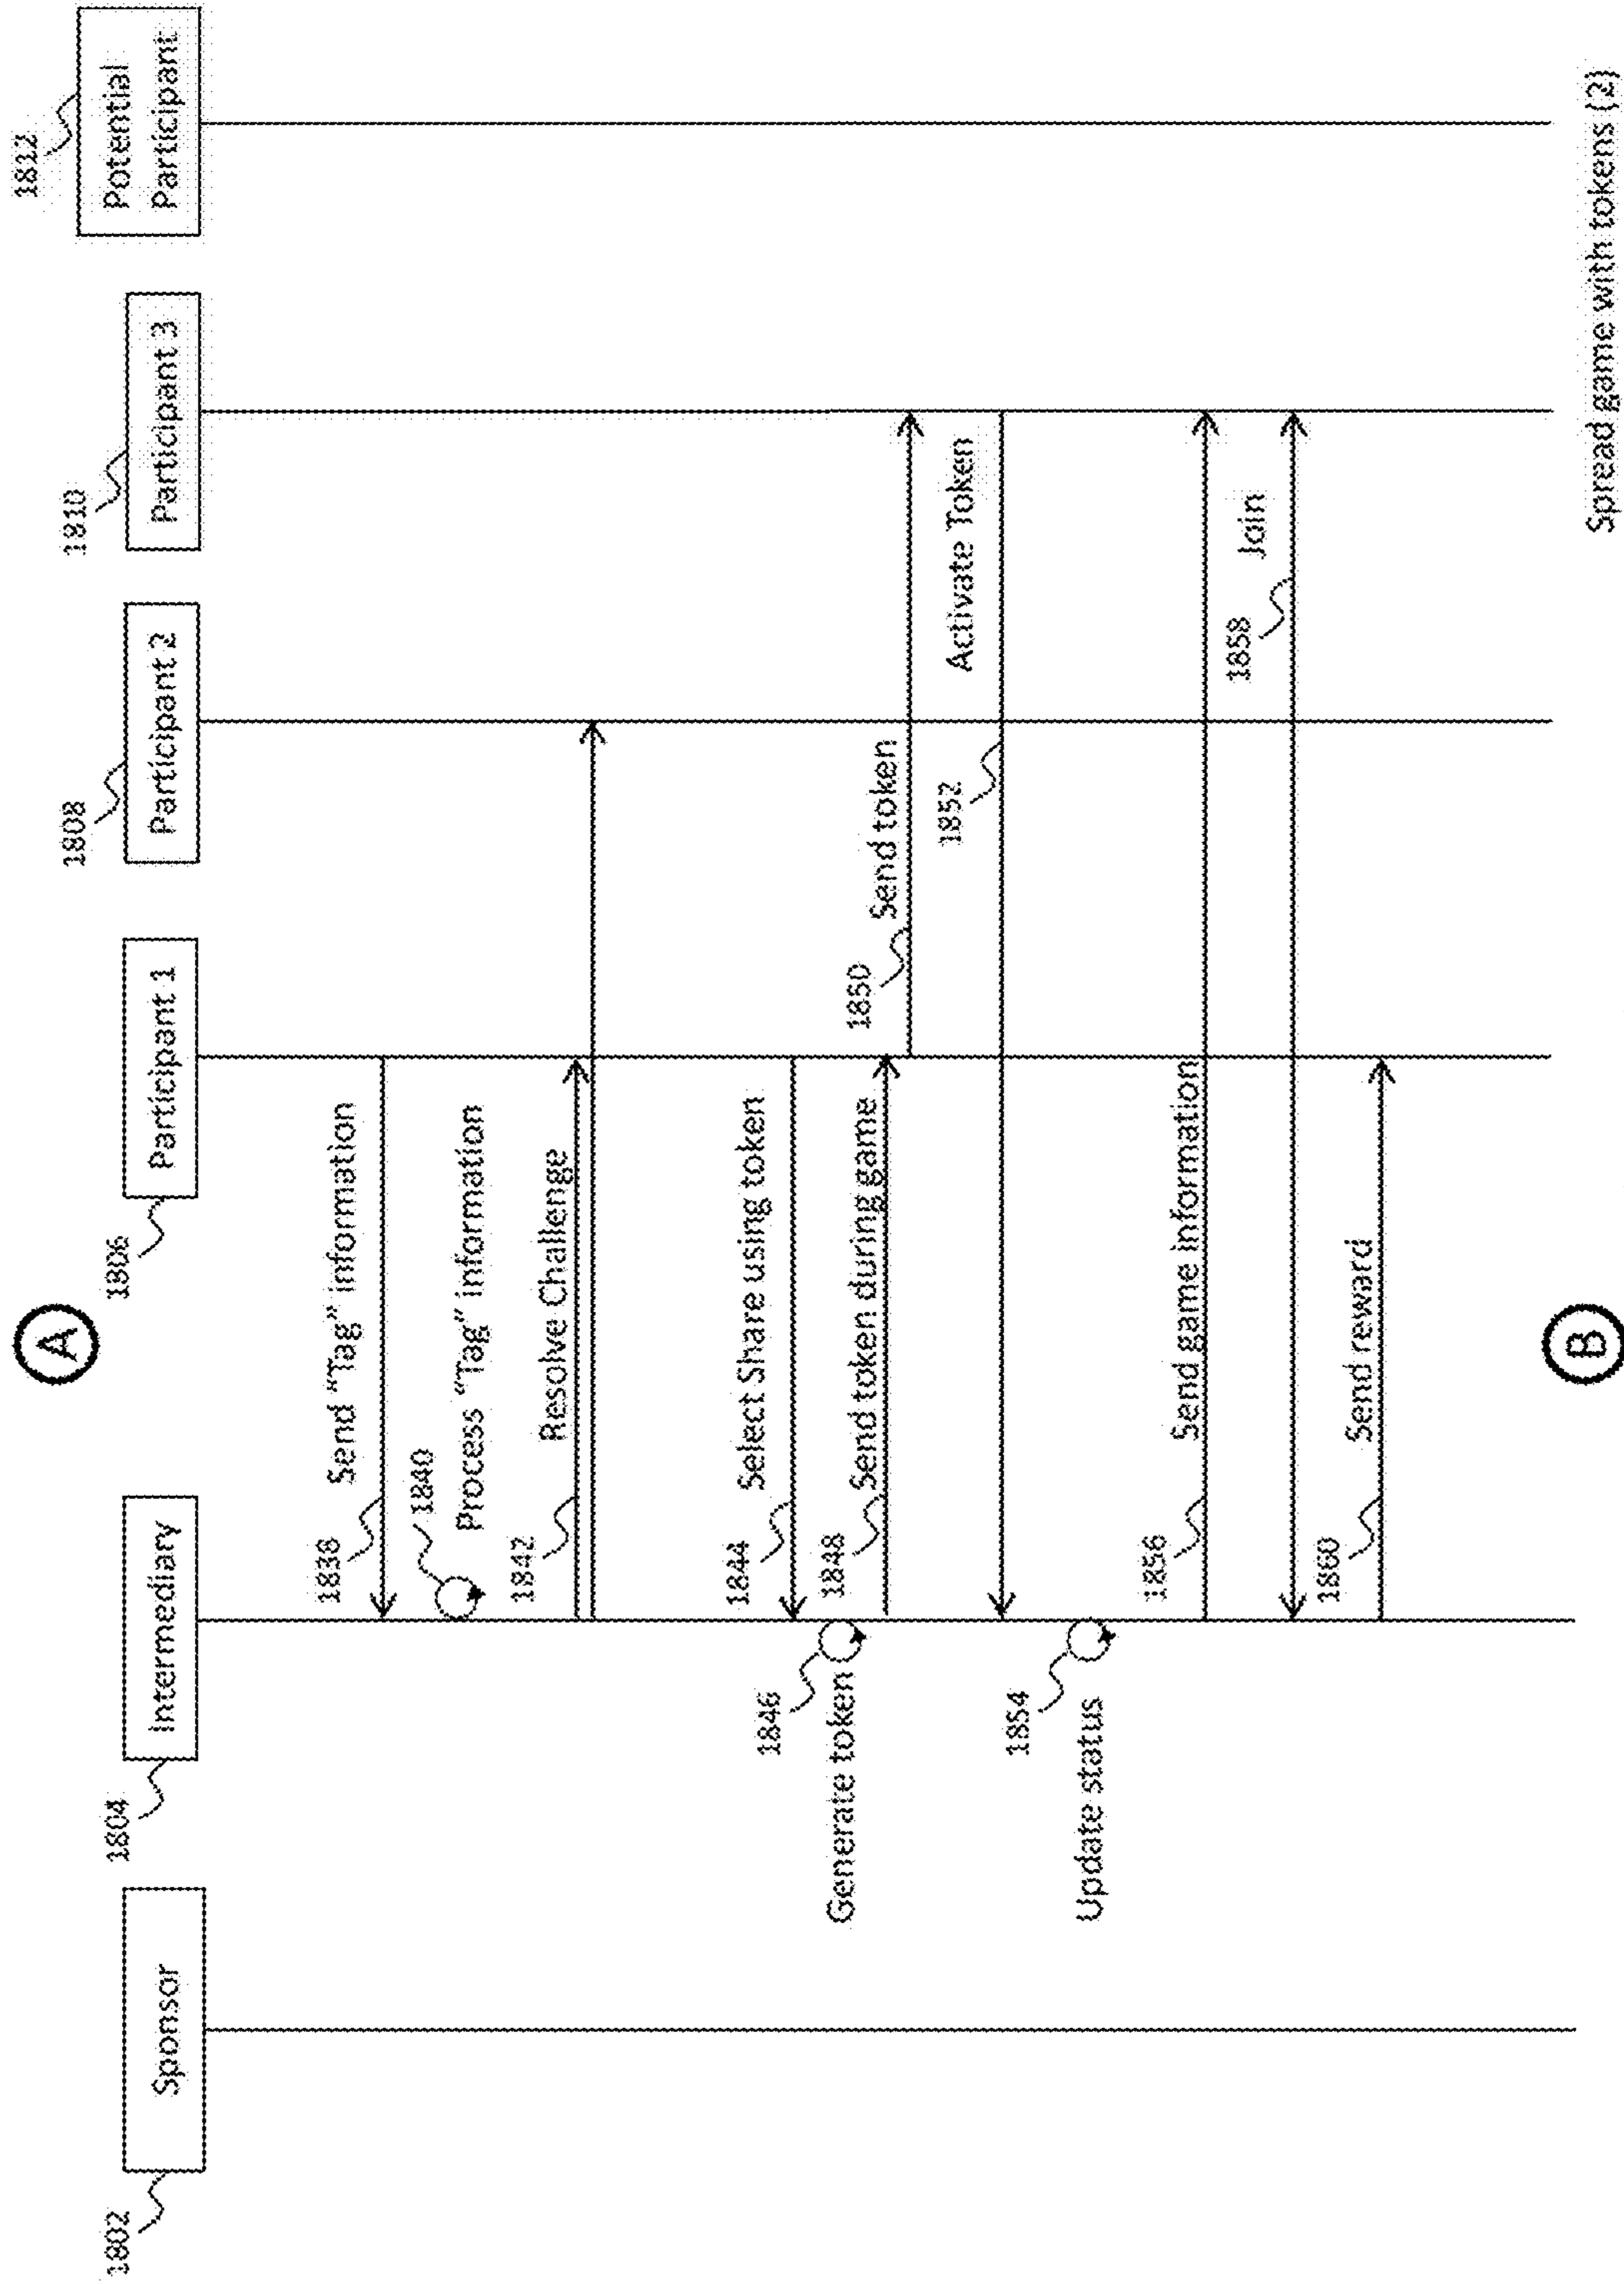 A
1802
Sponsor
1804
Intermediary
1806
Participant 1
1808
Participant 2
1810
Participant 3
1812
Potential
Participant
1838
Send "Tag" information
1840
Process "Tag" information
1842
Resolve Challenge
1844
Select Share using token
1846
Generate token
1848
Send token during game
1850
Send token
1852
Activate Token
1854
Update status
1856
Send game information
1858
Join
1860
Send reward
B
Spread game with tokens (2)